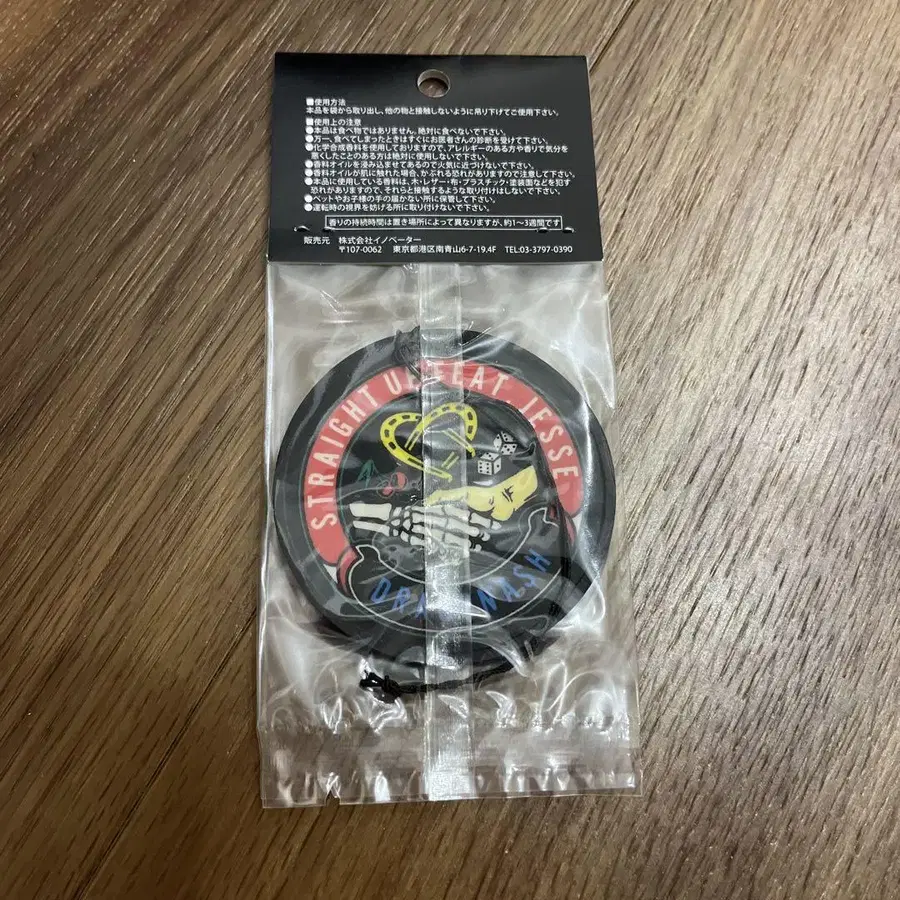 ■使用方法
本品を袋から取り出し、他の物と接触しないように吊り下げてご使用下さい。
■使用上の注意
●本品は食べ物ではありません。絶対に食べないで下さい。
●万一、食べてしまったときはすぐにお医者さんの診断を受けて下さい。
●化学合成香料を使用しておりますので、アレルギーのある方や香りで気分を
悪くしたことのある方は絶対に使用しないで下さい。
●香料オイルを浸み込ませてあるので火気に近づけないで下さい。
●香料オイルが肌に触れた場合、かぶれる恐れがありますので注意して下さい。
●本品に使用している香料は、木・レザー・布・プラスチック・塗装面などを犯す
恐れがありますので、それらと接触するような取り付けはしないで下さい。
●ペットやお子様の手の届かない所に保管して下さい。
●運転時の視界を妨げる所に取り付けないで下さい。
香りの持続時間は置き場所によって異なりますが、約1〜3週間です
販売元 株式会社イノベーター
〒107-0062 東京都港区南青山6-7-19.4F TEL:03-3797-0390
STRAIGHT UP FEAT. JESSE
NASH